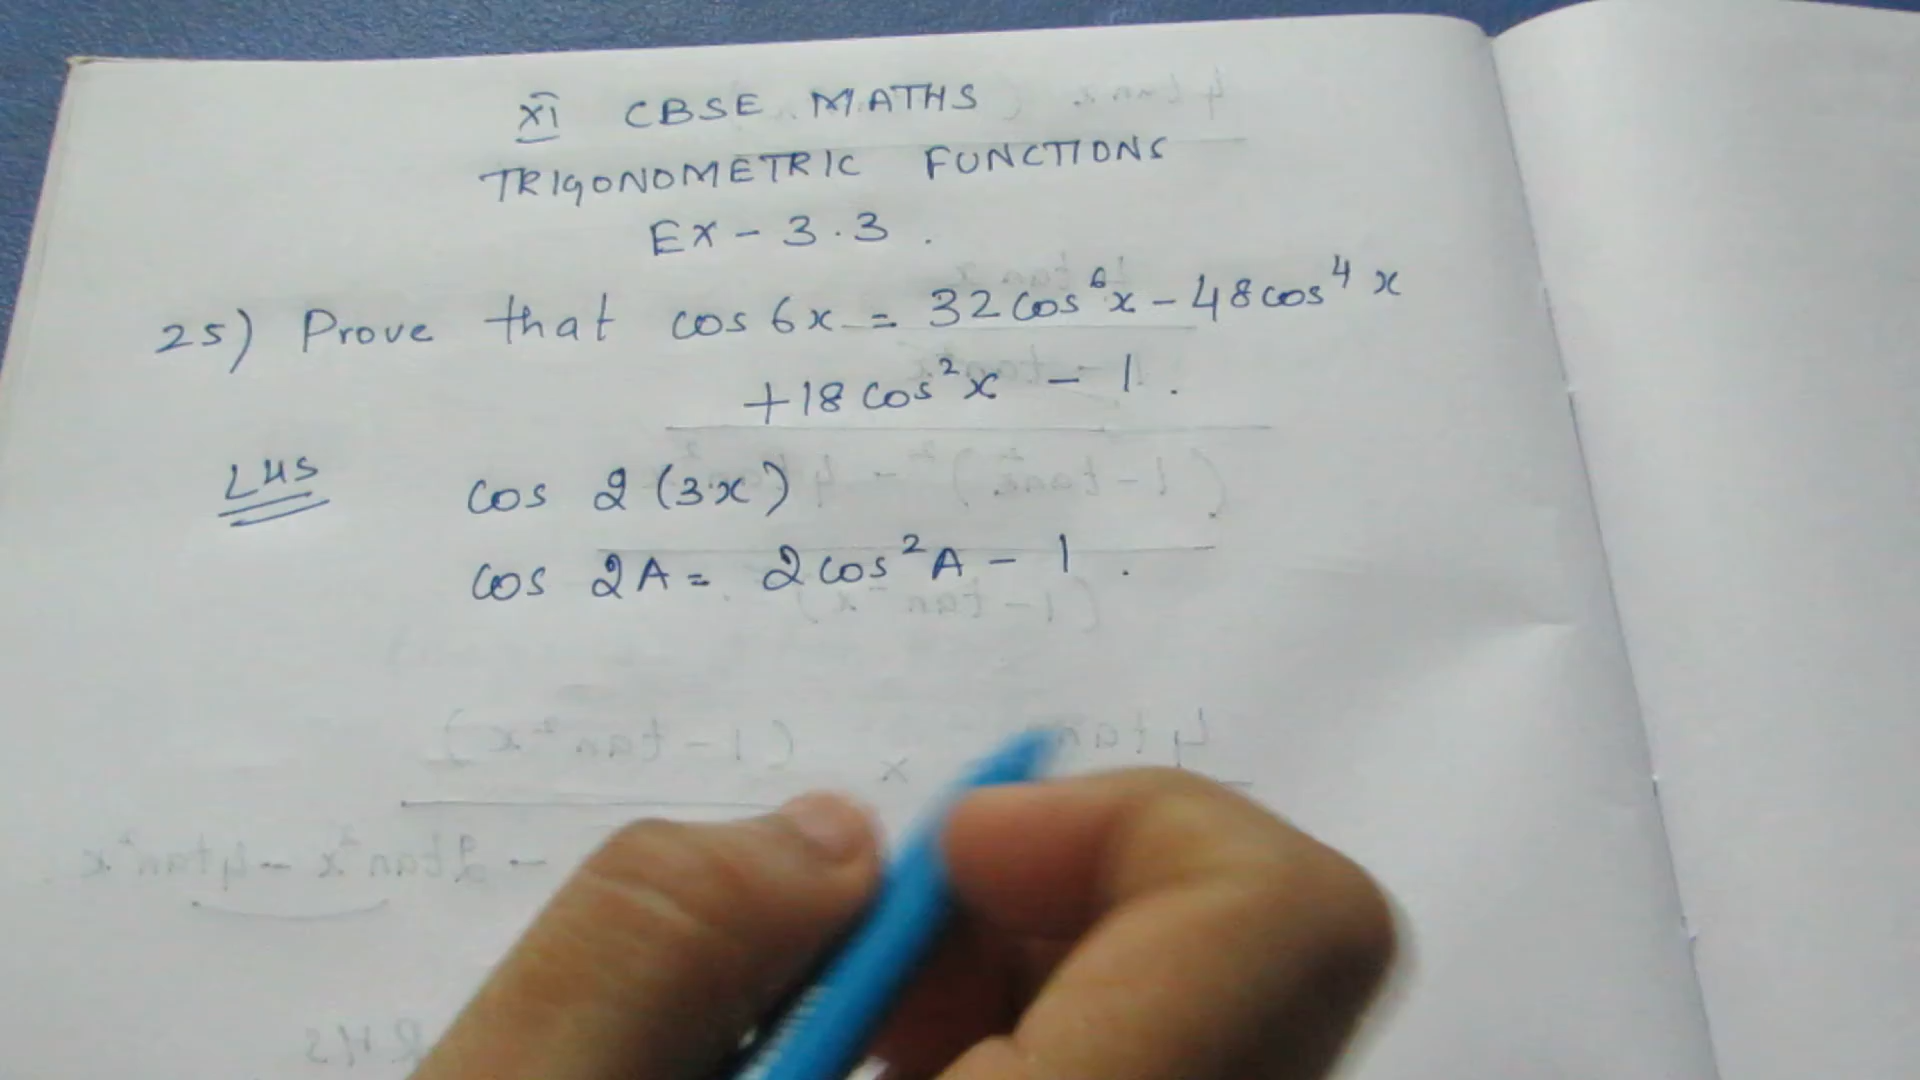 XI CBSE MATHS
TRIGONOMETRIC FUNCTIONS
EX - 3.3.
25) Prove that cos 6x = 32 cos⁶x - 48 cos⁴ x
+ 18 cos²x - 1.
LHS cos 2 (3x)
cos 2A = 2 cos²A - 1.